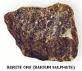 BARITE ORE (BARIUM SULPHATE)